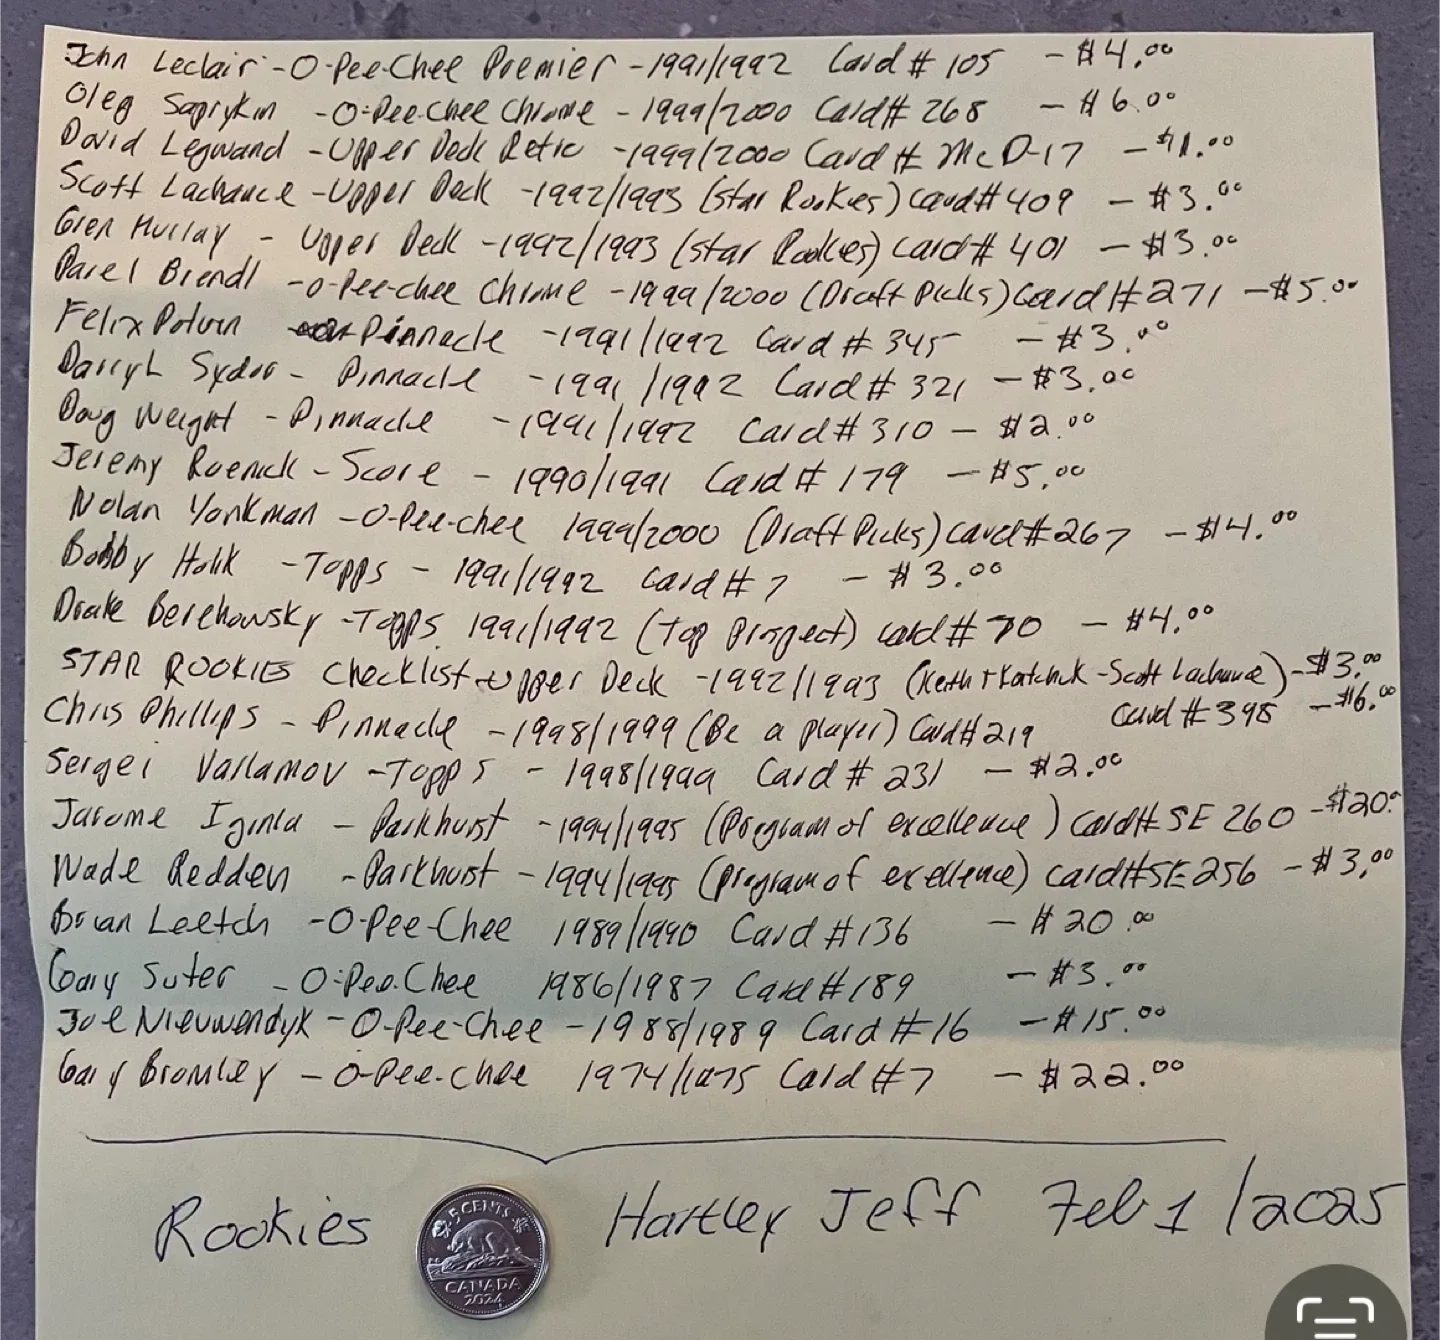 John Leclair - O-Pee-Chee Premier - 1991/1992 Card # 105 - $4.00
Oleg Saprykin - O-Pee-Chee Chrome - 1999/2000 Card # 268 - $6.00
David Legwand - Upper Deck Retro - 1999/2000 Card # McD-17 - $1.00
Scott Lachance - Upper Deck - 1992/1993 (Star Rookies) Card # 409 - $3.00
Glen Murray - Upper Deck - 1992/1993 (Star Rookies) Card # 401 - $3.00
Pavel Brendl - O-Pee-Chee Chrome - 1999/2000 (Draft Picks) Card # 271 - $5.00
Felix Potvin Pinnacle - 1991/1992 Card # 345 - $3.00
Darryl Sydor - Pinnacle - 1991/1992 Card # 321 - $3.00
Doug Weight - Pinnacle - 1991/1992 Card # 310 - $2.00
Jeremy Roenick - Score - 1990/1991 Card # 179 - $5.00
Nolan Yonkman - O-Pee-Chee 1999/2000 (Draft Picks) Card # 267 - $4.00
Bobby Holik - Topps - 1991/1992 Card # 7 - $3.00
Drake Berehowsky - Topps 1991/1992 (Top Prospect) Card # 70 - $4.00
STAR ROOKIES Checklist - Upper Deck - 1992/1993 (Keith Tkatchuk - Scott Lachance) - $3.00
Card # 398 - $6.00
Chris Phillips - Pinnacle - 1998/1999 (Be a player) Card # 219
Sergei Varlamov - Topps - 1998/1999 Card # 231 - $2.00
Jarome Iginla - Parkhurst - 1994/1995 (Program of excellence) Card # SE 260 - $20.00
Wade Redden - Parkhurst - 1994/1995 (Program of exellence) Card # SE 256 - $3.00
Brian Leetch - O-Pee-Chee 1989/1990 Card # 136 - $20.00
Gary Suter - O-Pee-Chee 1986/1987 Card # 189 - $3.00
Joe Nieuwendyk - O-Pee-Chee - 1988/1989 Card # 16 - $15.00
Gary Bromley - O-Pee-Chee 1974/1975 Card # 7 - $22.00
Rookies Hartley Jeff Feb 1/2025
5 CENTS
CANADA
2024